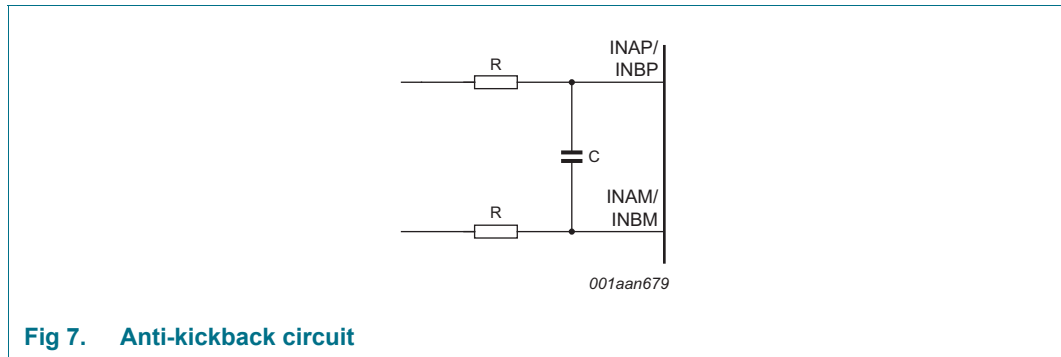 INAP/
INBP
R
C
INAM/
INBM
R
001aan679
Fig 7. Anti-kickback circuit